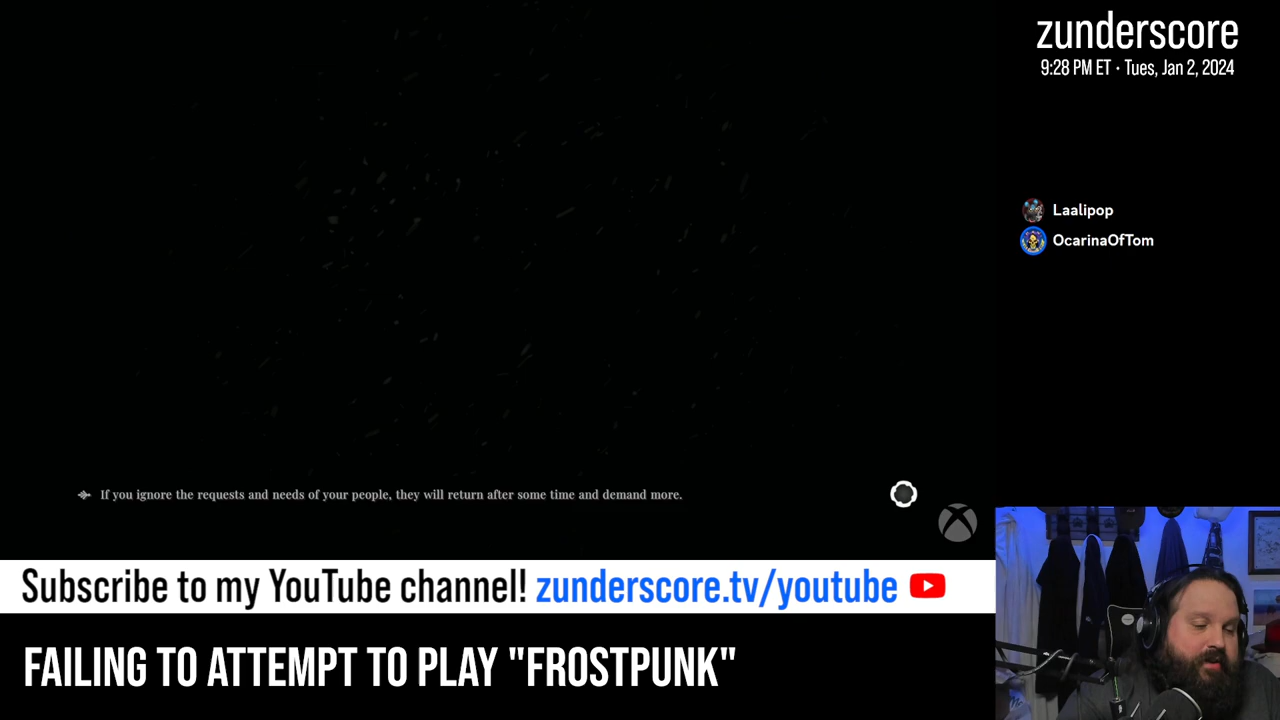 zunderscore
9:28 PM ET • Tues, Jan 2, 2024
Laalipop
OcarinaOfTom
If you ignore the requests and needs of your people, they will return after some time and demand more.
Subscribe to my YouTube channel! zunderscore.tv/youtube
FAILING TO ATTEMPT TO PLAY "FROSTPUNK"